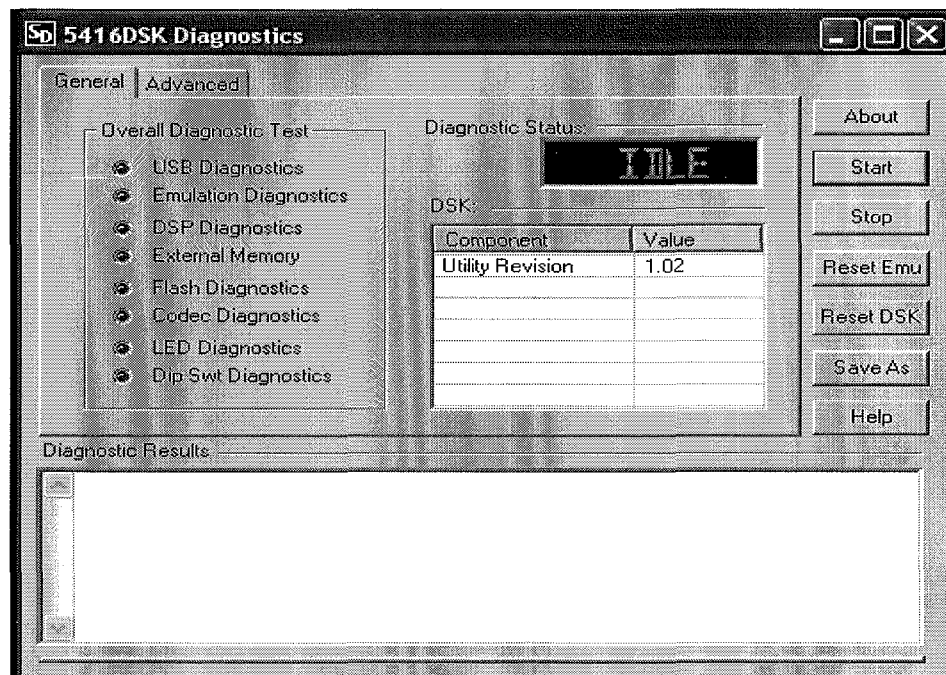 SD 5416DSK Diagnostics
General
Advanced
Overall Diagnostic Test
USB Diagnostics
Emulation Diagnostics
DSP Diagnostics
External Memory
Flash Diagnostics
Codec Diagnostics
LED Diagnostics
Dip Swt Diagnostics
Diagnostic Status:
IDLE
DSK:
Component Value
Utility Revision 1.02
About
Start
Stop
Reset Emu
Reset DSK
Save As
Help
Diagnostic Results